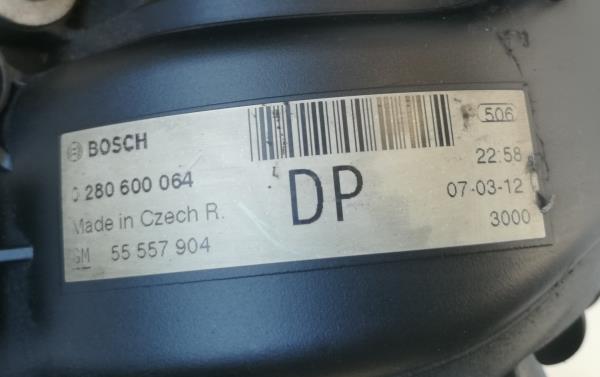 BOSCH
506
22:58
0 280 600 064
DP
07-03-12
Made in Czech R.
3000
GM 55 557 904